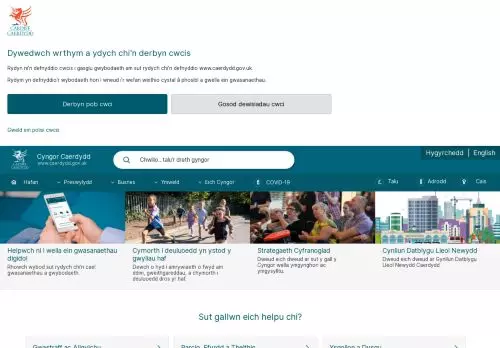 CARDIFF
CAERDYDD
Dywedwch wrthym a ydych chi'n derbyn cwcis
Rydyn ni'n defnyddio cwcis i gasglu gwybodaeth am sut rydych chi'n defnyddio www.caerdydd.gov.uk
Rydym yn defnyddio'r wybodaeth hon i wneud i'r wefan weithio cystal â phosibl a gwella ein gwasanaethau.
Derbyn pob cwci
Gosod dewisiadau cwci
Gweld ein polisi cwcis
Hygyrchedd | English
Cyngor Caerdydd
www.caerdydd.gov.uk
Chwilio... talu'r dreth gyngor
Hafan
Preswylydd
Busnes
Ymweld
Eich Cyngor
COVID-19
Talu
Adrodd
Cais
Helpwch ni i wella ein gwasanaethau
digidol
Rhowch wybod sut rydych chi'n cael
gwasanaethau a gwybodaeth.
Cymorth i deuluoedd yn ystod y
gwyliau haf
Dewch o hyd i amrywiaeth o fwyd am
ddim, gweithgareddau, a chymorth i
deuluoedd dros yr haf.
Strategaeth Cyfranogiad
Dweud eich dweud ar sut y gall y
Cyngor wella ymgynghori ac
ymgysylltu.
Cynllun Datblygu Lleol Newydd
Dweud eich dweud ar Gynllun Datblygu
Lleol Newydd Caerdydd
Sut gallwn eich helpu chi?
Gwastraff ac Ailgylchu
Parcio, Ffyrdd a Theithio
Ysgolion a Dysgu